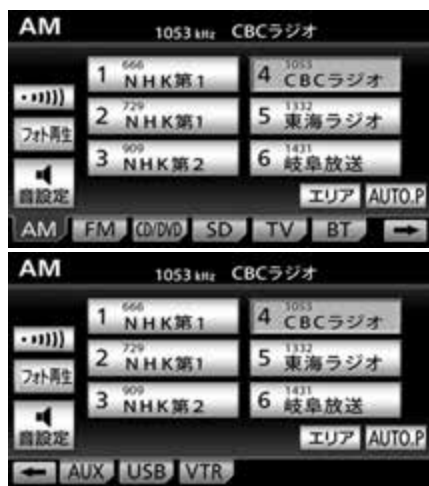 AM 1053 kHz CBCラジオ
666 1053
1 NHK第1 4 CBCラジオ
729 1332
2 NHK第1 5 東海ラジオ
フォト再生
909 1431
3 NHK第2 6 岐阜放送
音設定 エリア AUTO.P
AM FM CD/DVD SD TV BT
AM 1053 kHz CBCラジオ
666 1053
1 NHK第1 4 CBCラジオ
729 1332
2 NHK第1 5 東海ラジオ
フォト再生
909 1431
3 NHK第2 6 岐阜放送
音設定 エリア AUTO.P
AUX USB VTR